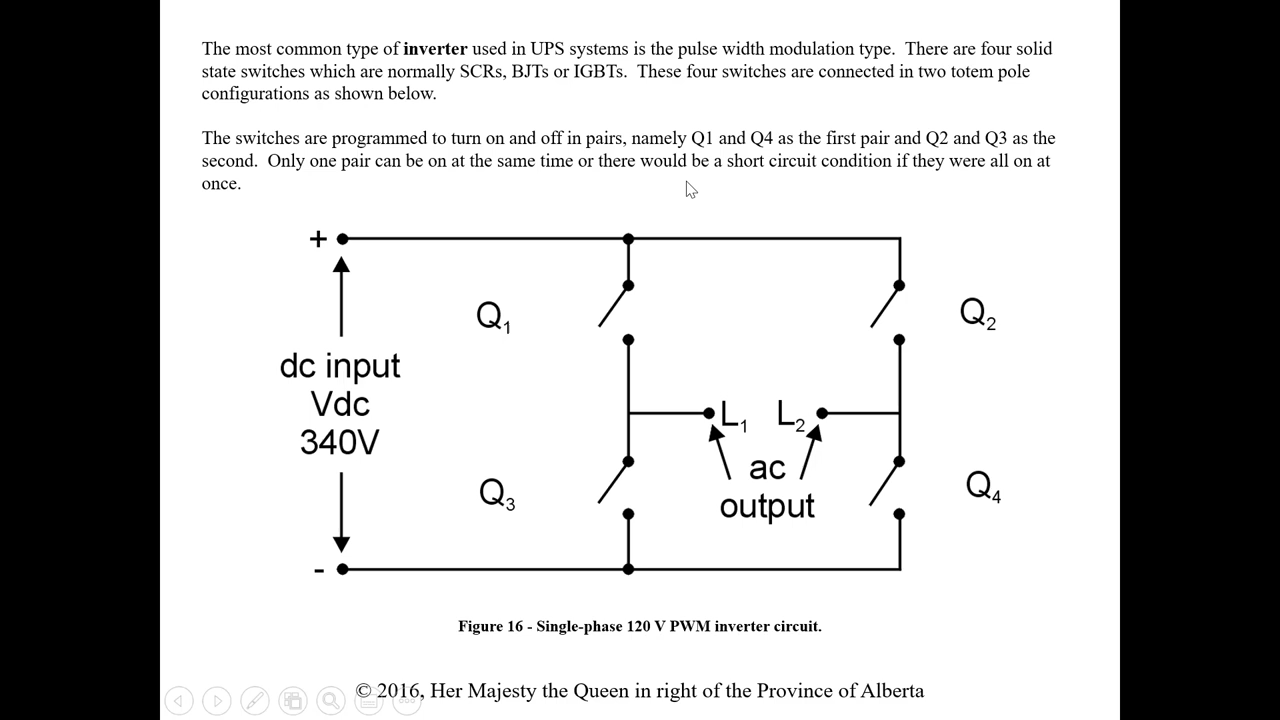 The most common type of inverter used in UPS systems is the pulse width modulation type. There are four solid
state switches which are normally SCRs, BJTs or IGBTs. These four switches are connected in two totem pole
configurations as shown below.
The switches are programmed to turn on and off in pairs, namely Q1 and Q4 as the first pair and Q2 and Q3 as the
second. Only one pair can be on at the same time or there would be a short circuit condition if they were all on at
once.
+
Q1
Q2
dc input
Vdc
340V
L1 L2
ac
output
Q3
Q4
-
Figure 16 - Single-phase 120 V PWM inverter circuit.
© 2016, Her Majesty the Queen in right of the Province of Alberta